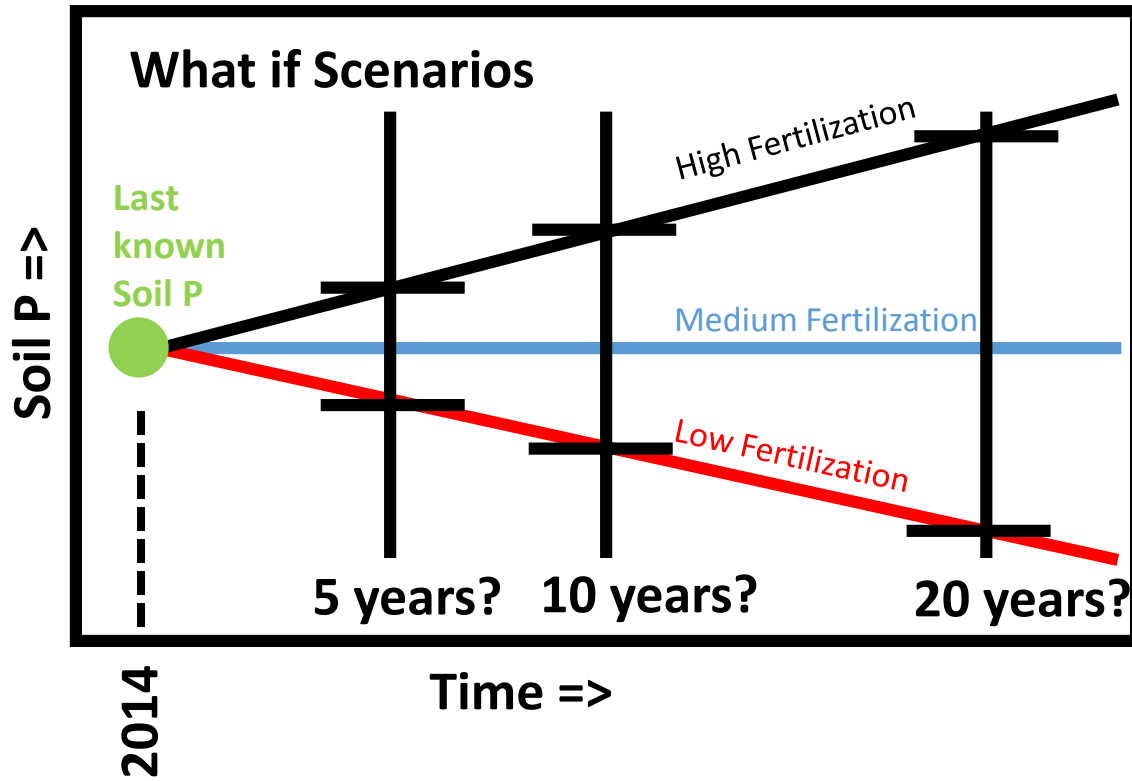 What if Scenarios
High Fertilization
Last
known
Soil P
Soil P =>
Medium Fertilization
Low Fertilization
5 years?
10 years?
20 years?
2014
Time =>